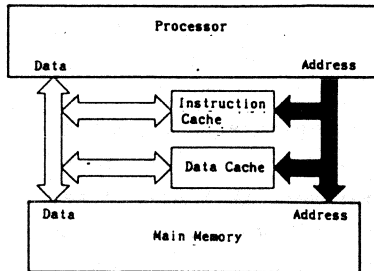 Processor
Data
Address
Instruction
Cache
Data Cache
Data
Address
Main Memory